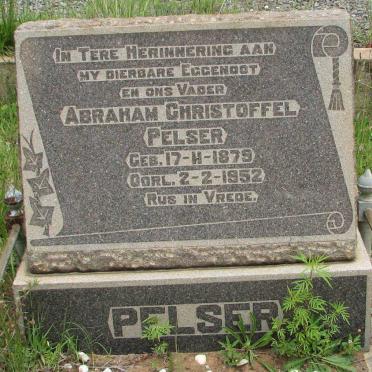 In Tere Herinnering aan
my dierbare Eggenoot
en ons Vader
Abraham Christoffel
Pelser
Geb. 17-11-1879
Oorl. 2-2-1952
Rus in Vrede.
Pelser